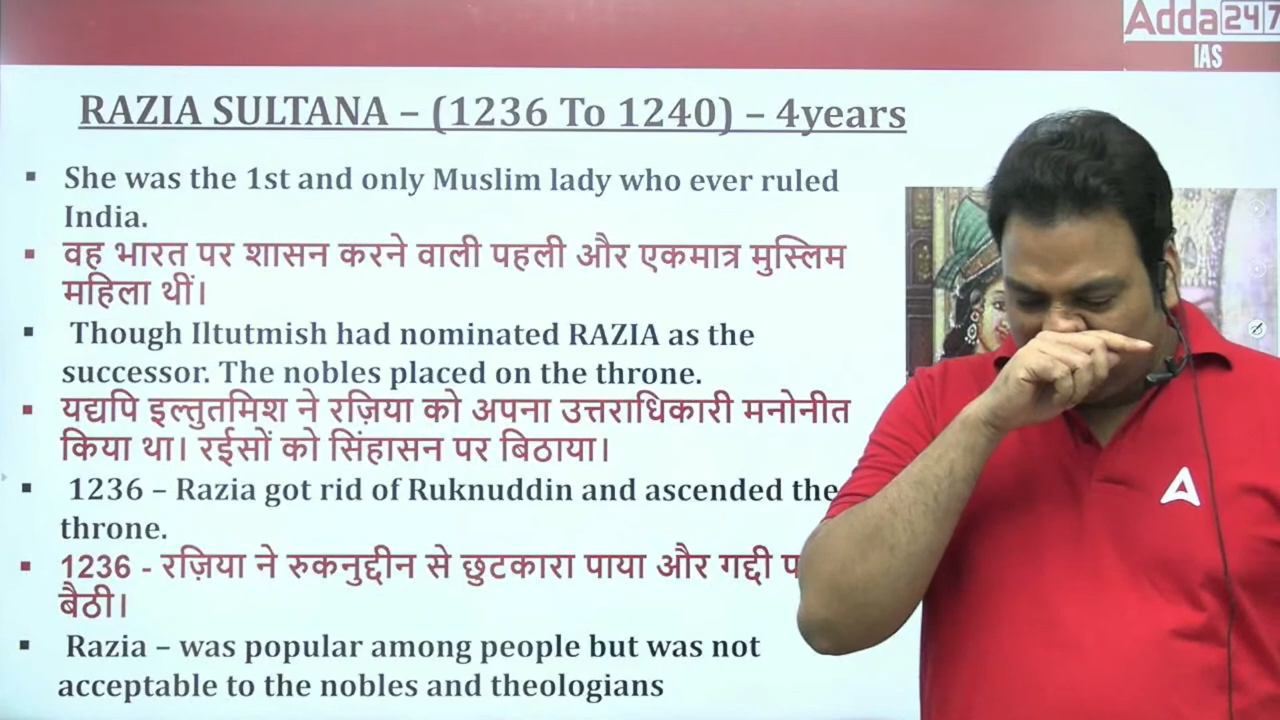 Adda247
IAS
RAZIA SULTANA – (1236 To 1240) – 4years
▪ She was the 1st and only Muslim lady who ever ruled
India.
▪ वह भारत पर शासन करने वाली पहली और एकमात्र मुस्लिम
महिला थीं।
▪ Though Iltutmish had nominated RAZIA as the
successor. The nobles placed on the throne.
▪ यद्यपि इल्तुतमिश ने रज़िया को अपना उत्तराधिकारी मनोनीत
किया था। रईसों को सिंहासन पर बिठाया।
▪ 1236 – Razia got rid of Ruknuddin and ascended the
throne.
▪ 1236 - रज़िया ने रुकनुद्दीन से छुटकारा पाया और गद्दी
बैठी।
▪ Razia – was popular among people but was not
acceptable to the nobles and theologians